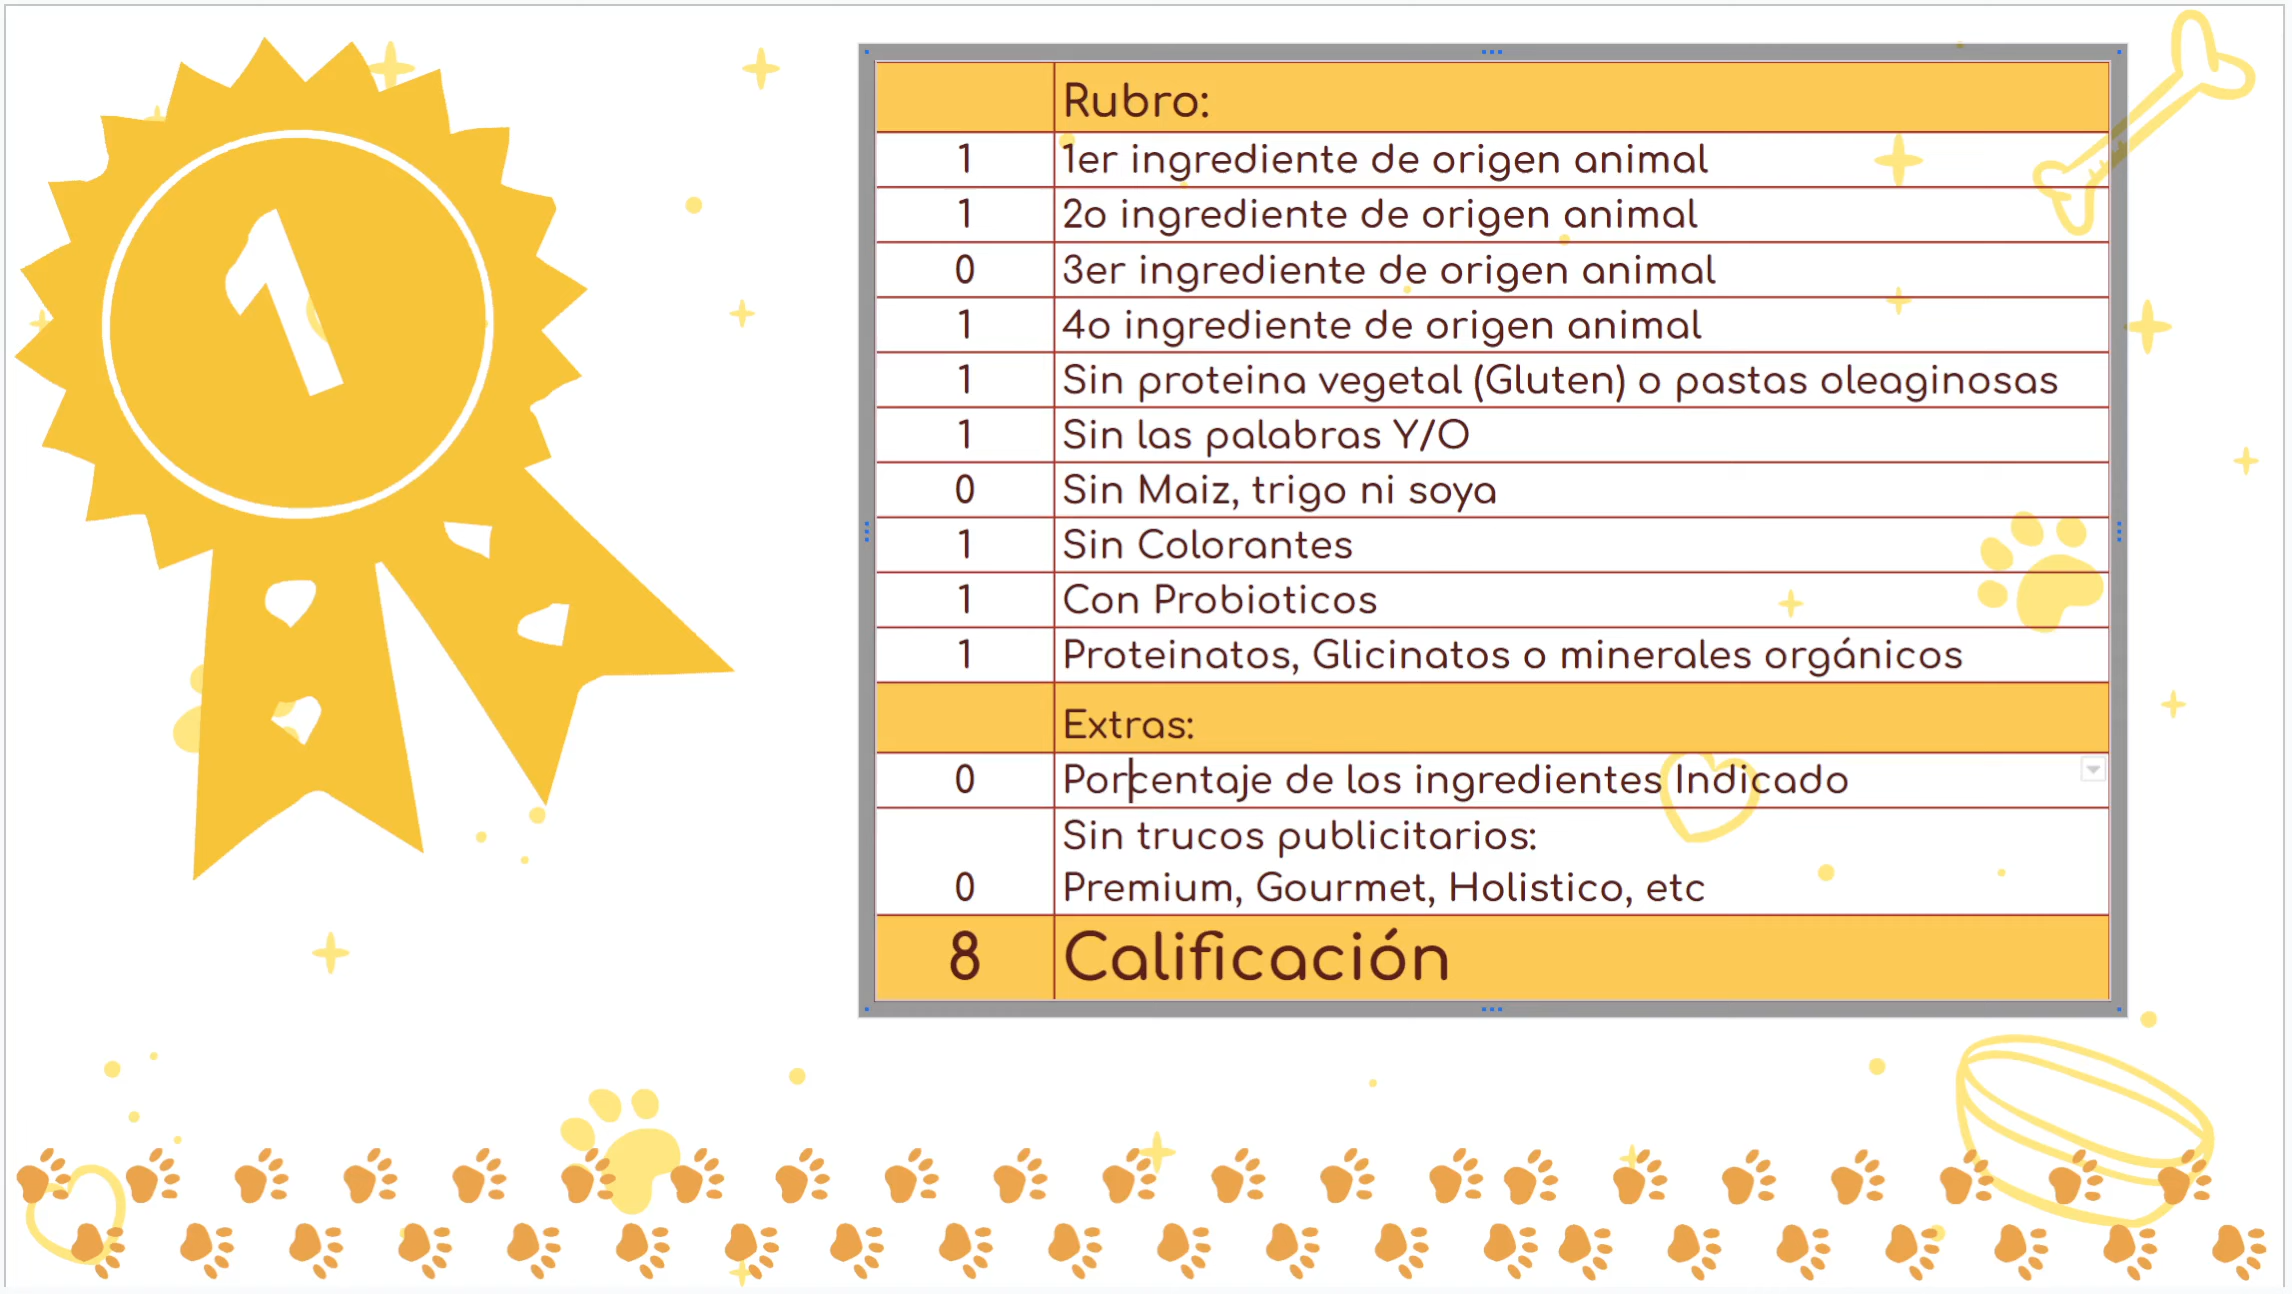 1
Rubro:
1 1er ingrediente de origen animal
1 2o ingrediente de origen animal
0 3er ingrediente de origen animal
1 4o ingrediente de origen animal
1 Sin proteina vegetal (Gluten) o pastas oleaginosas
1 Sin las palabras Y/O
0 Sin Maiz, trigo ni soya
1 Sin Colorantes
1 Con Probioticos
1 Proteinatos, Glicinatos o minerales orgánicos
Extras:
0 Porcentaje de los ingredientes Indicado
Sin trucos publicitarios:
0 Premium, Gourmet, Holistico, etc
8 Calificación